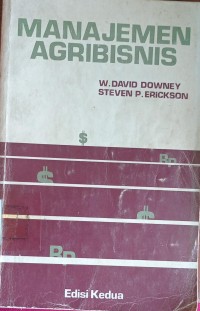 MANAJEMEN
AGRIBISNIS
W. DAVID DOWNEY
STEVEN P. ERICKSON
$
Rp
$
$
Rp
Edisi Kedua